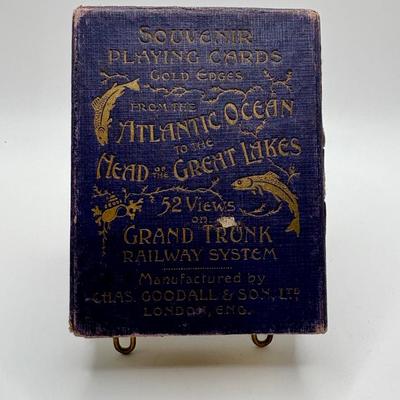 SOUVENIR
PLAYING CARDS
GOLD EDGES
FROM THE
ATLANTIC OCEAN
TO THE
HEAD OF THE GREAT LAKES
52 VIEWS
ON
GRAND TRUNK
RAILWAY SYSTEM
Manufactured by
CHAS. GOODALL & SON, LTD
LONDON, ENG.